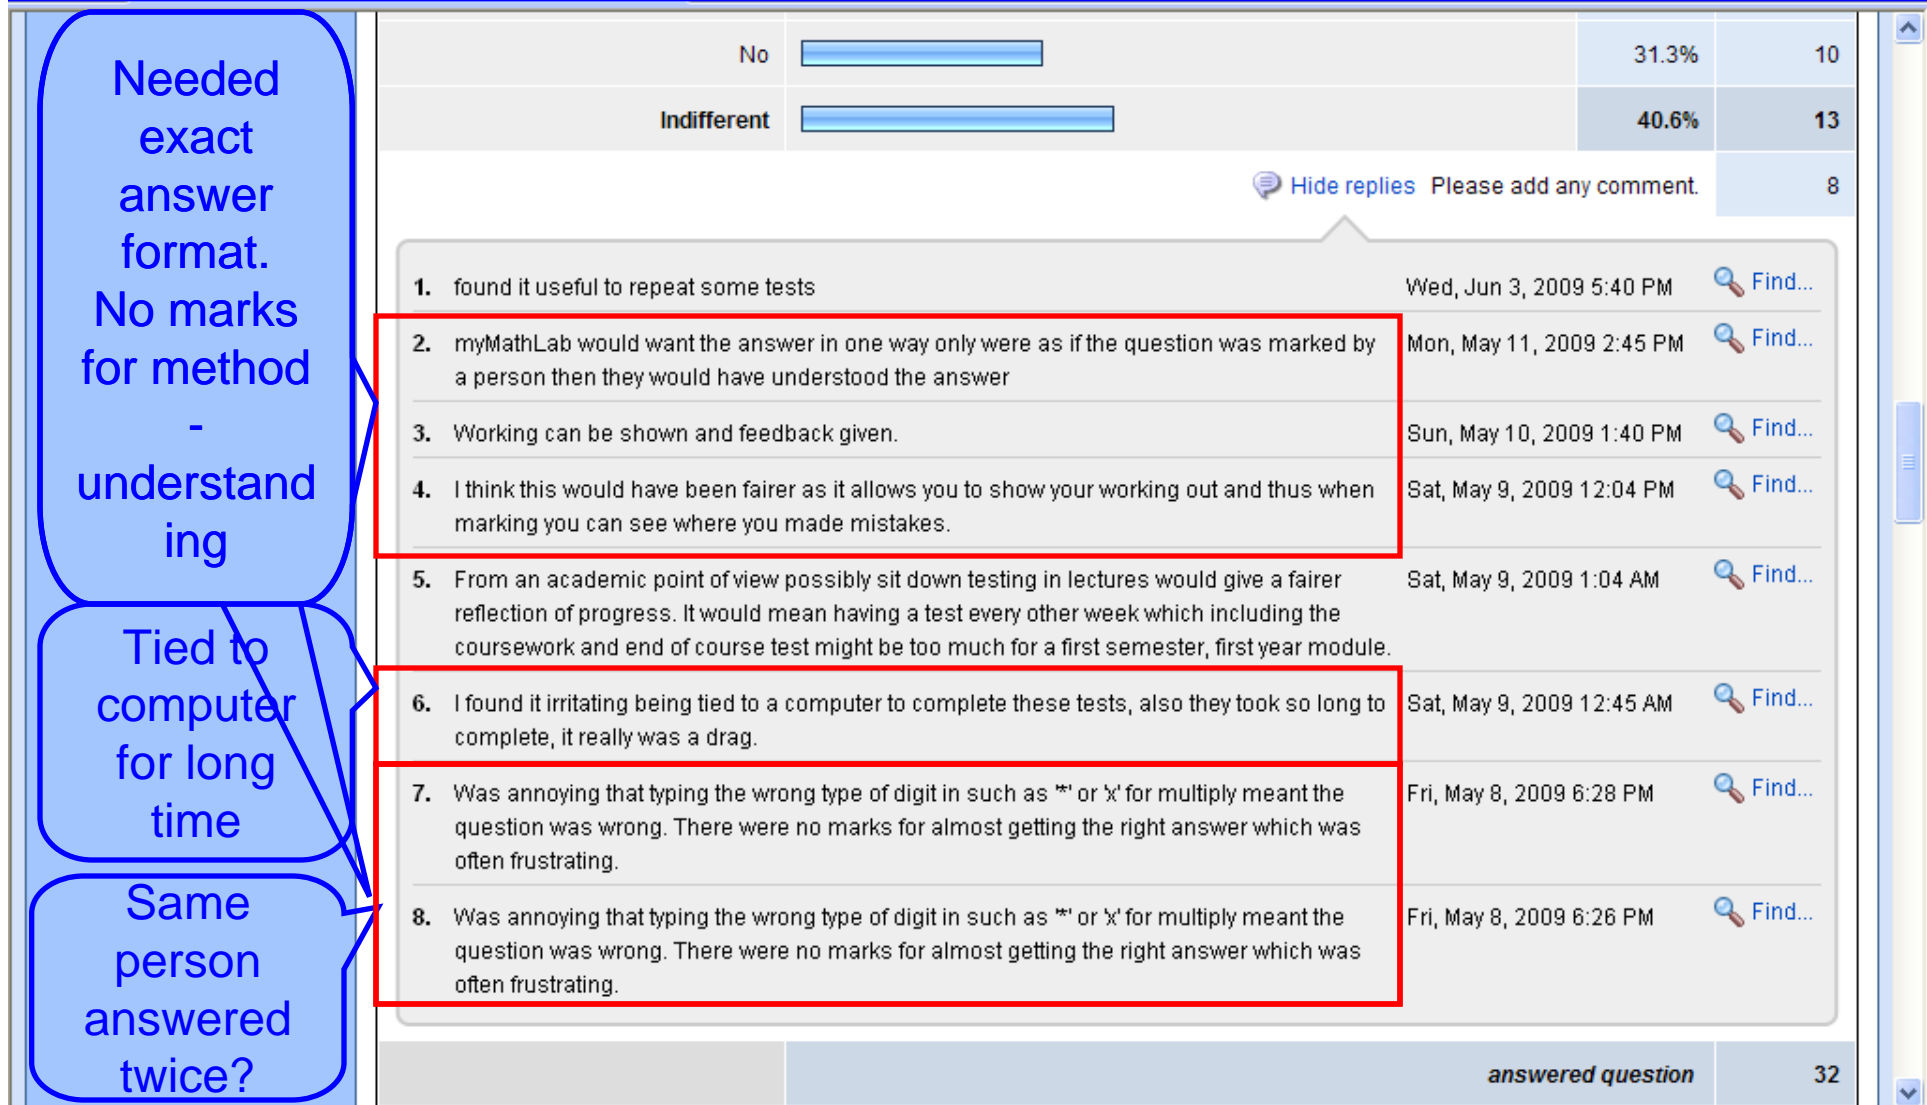 Needed
exact
answer
format.
No marks
for method
-
understand
ing
Tied to
computer
for long
time
Same
person
answered
twice?
No 31.3% 10
Indifferent 40.6% 13
Hide replies Please add any comment. 8
1. found it useful to repeat some tests Wed, Jun 3, 2009 5:40 PM Find...
2. myMathLab would want the answer in one way only were as if the question was marked by Mon, May 11, 2009 2:45 PM Find...
a person then they would have understood the answer
3. Working can be shown and feedback given. Sun, May 10, 2009 1:40 PM Find...
4. I think this would have been fairer as it allows you to show your working out and thus when Sat, May 9, 2009 12:04 PM Find...
marking you can see where you made mistakes.
5. From an academic point of view possibly sit down testing in lectures would give a fairer Sat, May 9, 2009 1:04 AM Find...
reflection of progress. It would mean having a test every other week which including the
coursework and end of course test might be too much for a first semester, first year module.
6. I found it irritating being tied to a computer to complete these tests, also they took so long to Sat, May 9, 2009 12:45 AM Find...
complete, it really was a drag.
7. Was annoying that typing the wrong type of digit in such as '*' or 'x' for multiply meant the Fri, May 8, 2009 6:28 PM Find...
question was wrong. There were no marks for almost getting the right answer which was
often frustrating.
8. Was annoying that typing the wrong type of digit in such as '*' or 'x' for multiply meant the Fri, May 8, 2009 6:26 PM Find...
question was wrong. There were no marks for almost getting the right answer which was
often frustrating.
answered question 32